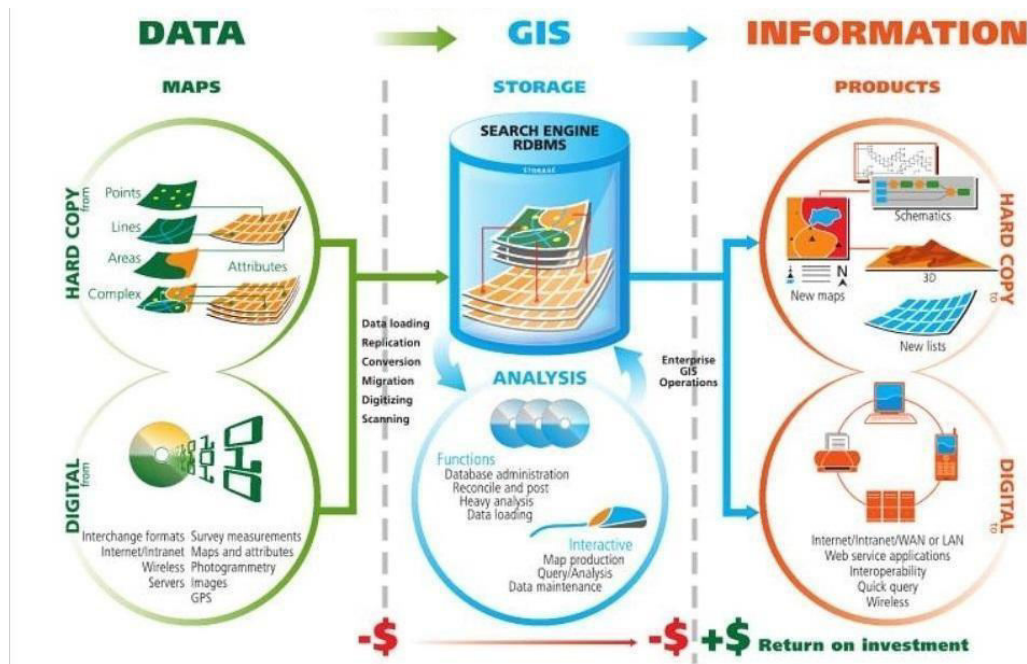 DATA
GIS
INFORMATION
MAPS
STORAGE
PRODUCTS
HARD COPY
from
Points
Lines
Areas
Attributes
Complex
SEARCH ENGINE
RDBMS
STORAGE
Schematics
N
New maps
3D
New lists
HARD COPY
to
Data loading
Replication
Conversion
Migration
Digitizing
Scanning
Enterprise
GIS
Operations
ANALYSIS
Functions
Database administration
Reconcile and post
Heavy analysis
Data loading
Interactive
Map production
Query/Analysis
Data maintenance
DIGITAL
from
Interchange formats
Internet/Intranet
Wireless
Servers
Survey measurements
Maps and attributes
Photogrammetry
Images
GPS
DIGITAL
to
Internet/Intranet/WAN or LAN
Web service applications
Interoperability
Quick query
Wireless
-$
-$
+$ Return on investment